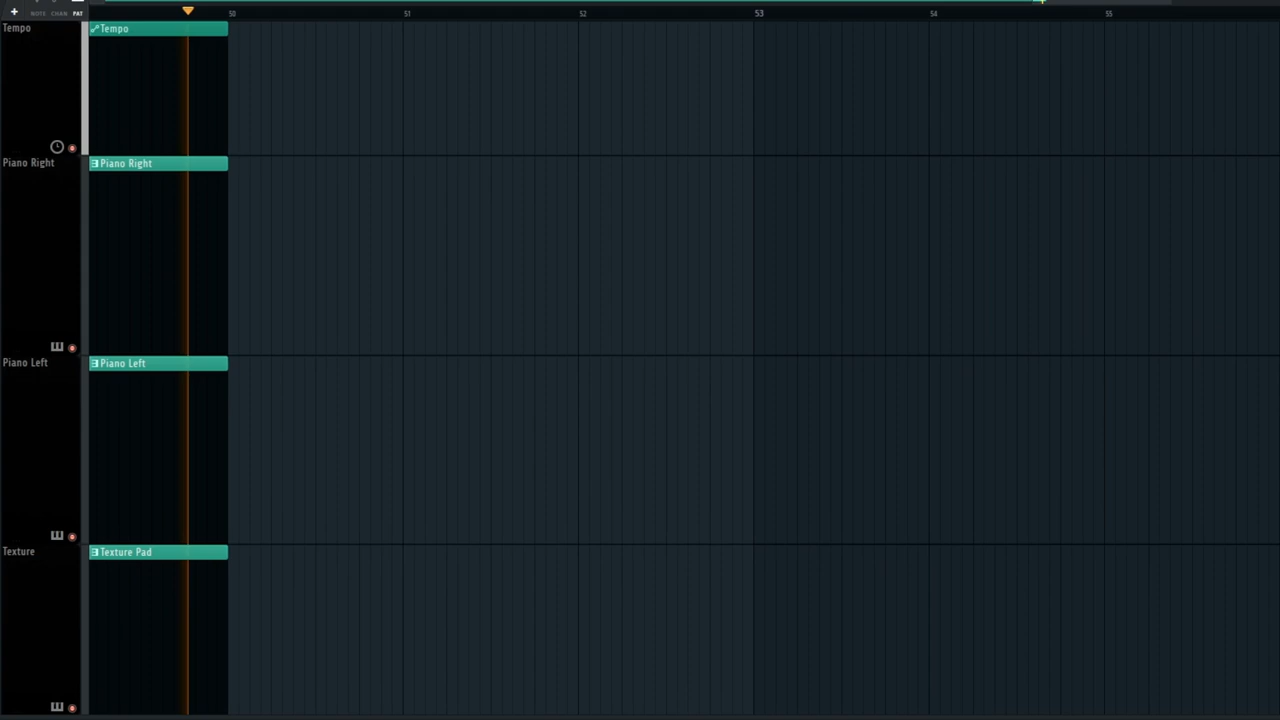 NOTE CHAN PAT
50 51 52 53 54 55
Tempo
Tempo
Piano Right
Piano Right
Piano Left
Piano Left
Texture
Texture Pad